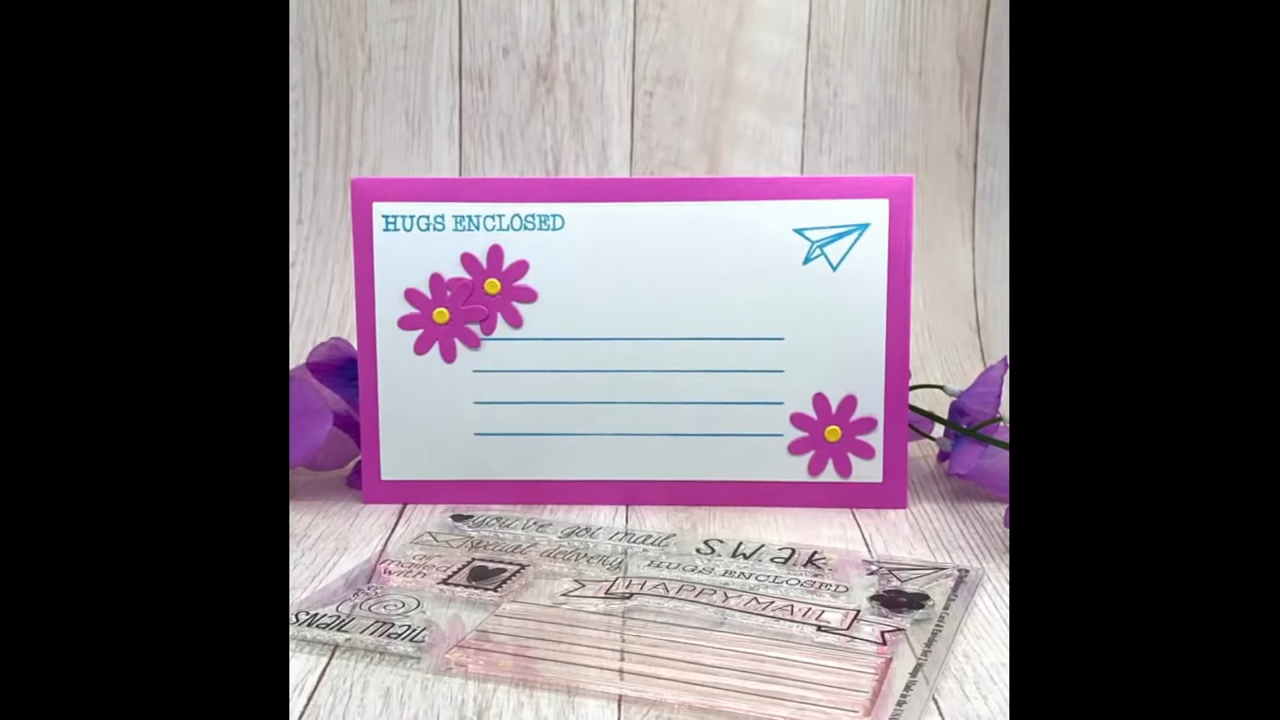 HUGS ENCLOSED
you've got mail
s.w.a.k.
special delivery
HUGS ENCLOSED
mailed
with
HAPPY MAIL
SNAIL MAIL